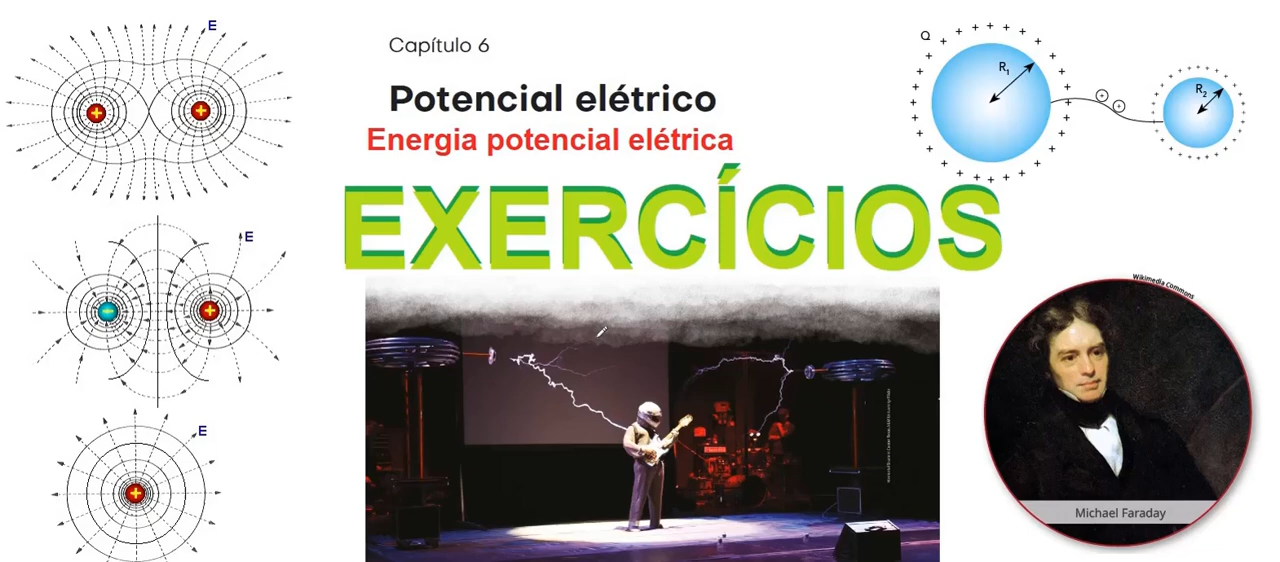 E
Capítulo 6
Potencial elétrico
Energia potencial elétrica
EXERCÍCIOS
Q
R1
R2
E
E
Wikimedia Commons
Michael Faraday